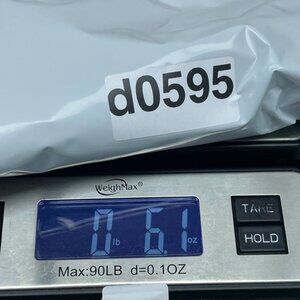 d0595
WeighMax®
0 lb 6.1 oz
TARE
HOLD
Max:90LB d=0.1OZ